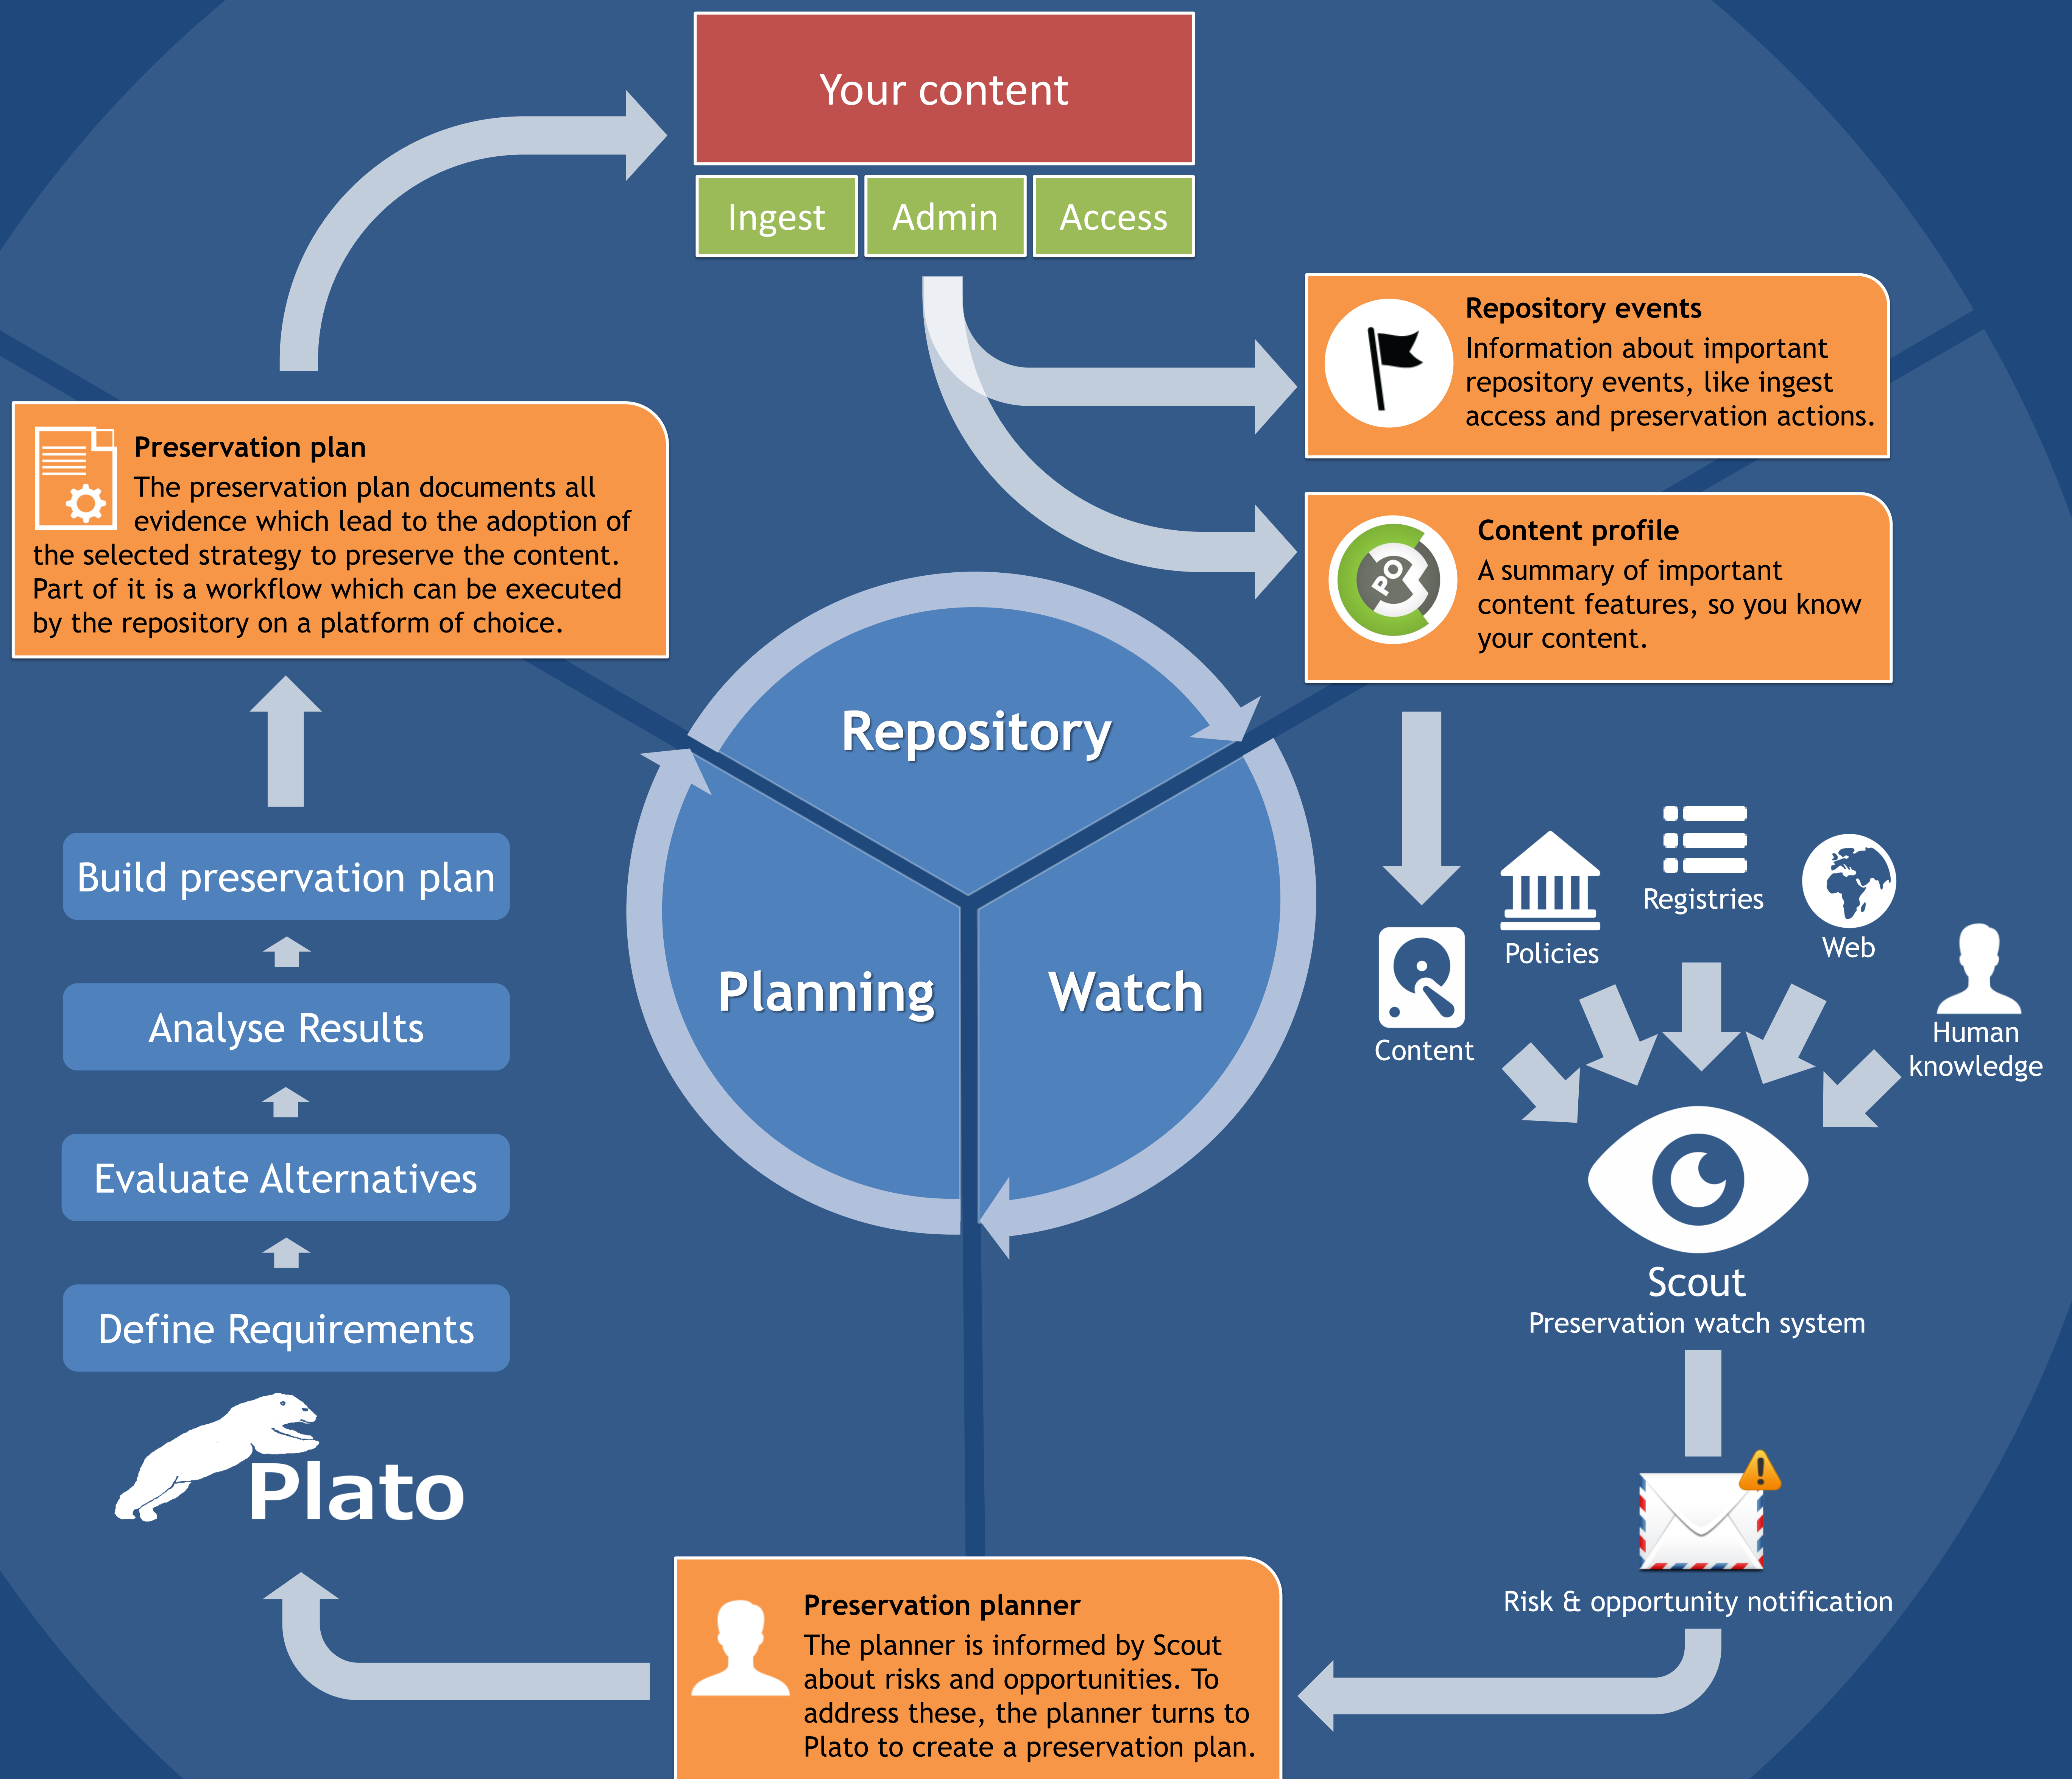 Your content
Ingest
Admin
Access
Repository events
Information about important
repository events, like ingest
access and preservation actions.
Preservation plan
The preservation plan documents all
evidence which lead to the adoption of
the selected strategy to preserve the content.
Part of it is a workflow which can be executed
by the repository on a platform of choice.
PO
Content profile
A summary of important
content features, so you know
your content.
Repository
Planning
Watch
Build preservation plan
Analyse Results
Evaluate Alternatives
Define Requirements
Plato
Content
Policies
Registries
Web
Human
knowledge
Scout
Preservation watch system
Risk & opportunity notification
Preservation planner
The planner is informed by Scout
about risks and opportunities. To
address these, the planner turns to
Plato to create a preservation plan.